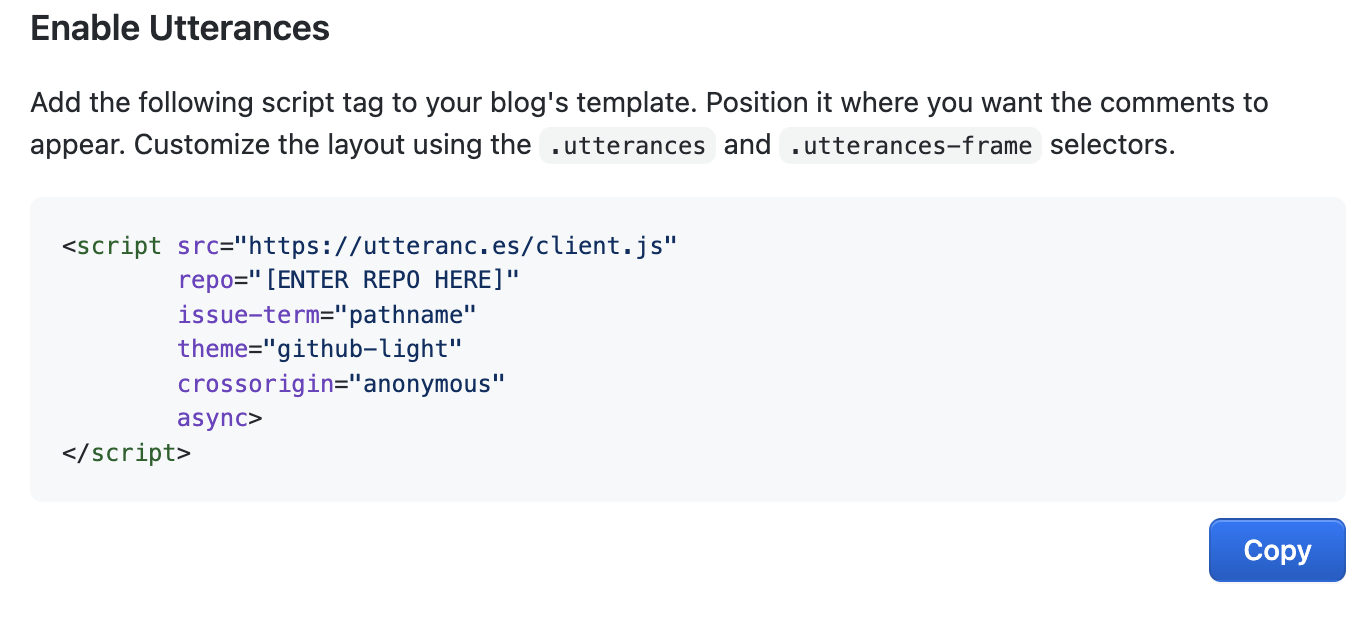 Enable Utterances
Add the following script tag to your blog's template. Position it where you want the comments to
appear. Customize the layout using the .utterances and .utterances-frame selectors.
<script src="https://utteranc.es/client.js"
        repo="[ENTER REPO HERE]"
        issue-term="pathname"
        theme="github-light"
        crossorigin="anonymous"
        async>
</script>
Copy